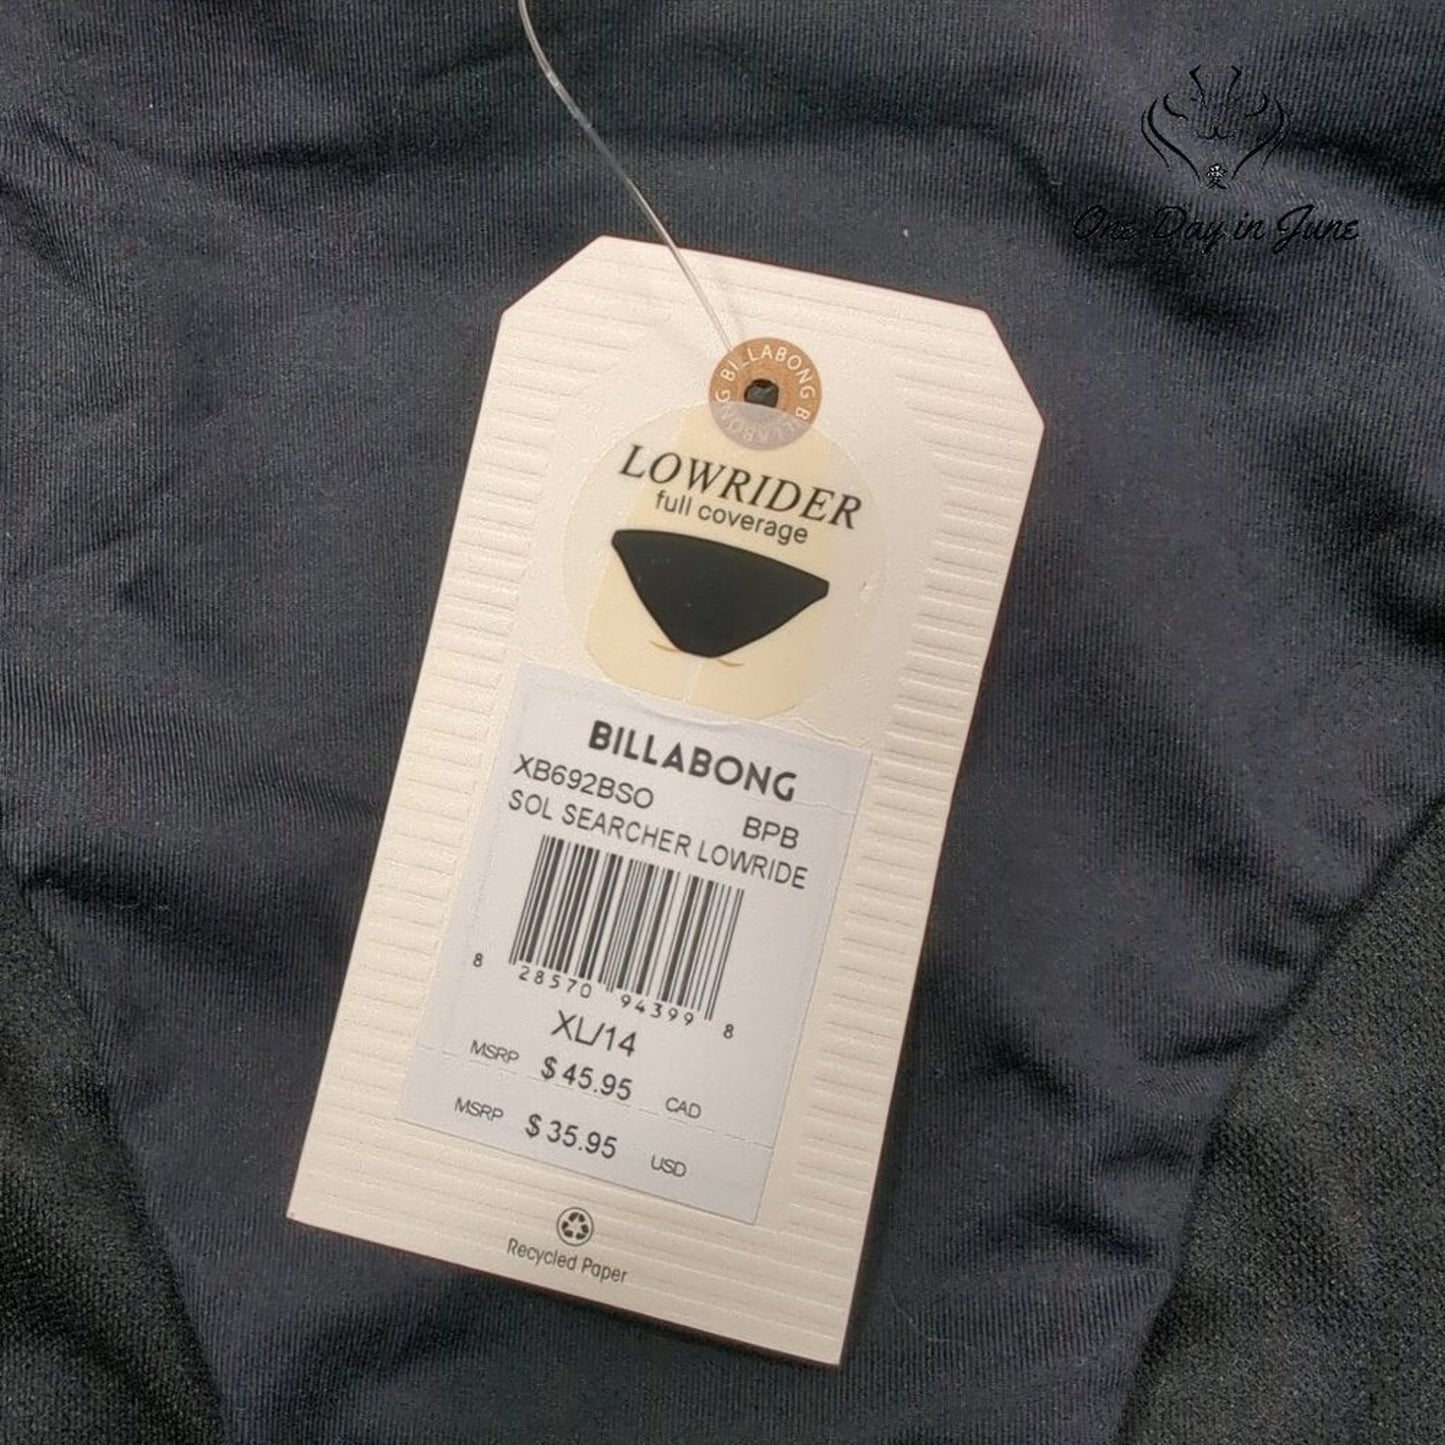 愛
One Day in June
BILLABONG BILLABONG
LOWRIDER
full coverage
BILLABONG
XB692BSO BPB
SOL SEARCHER LOWRIDE
8 28570 94399 8
XL/14
MSRP $ 45.95 CAD
MSRP $ 35.95 USD
Recycled Paper